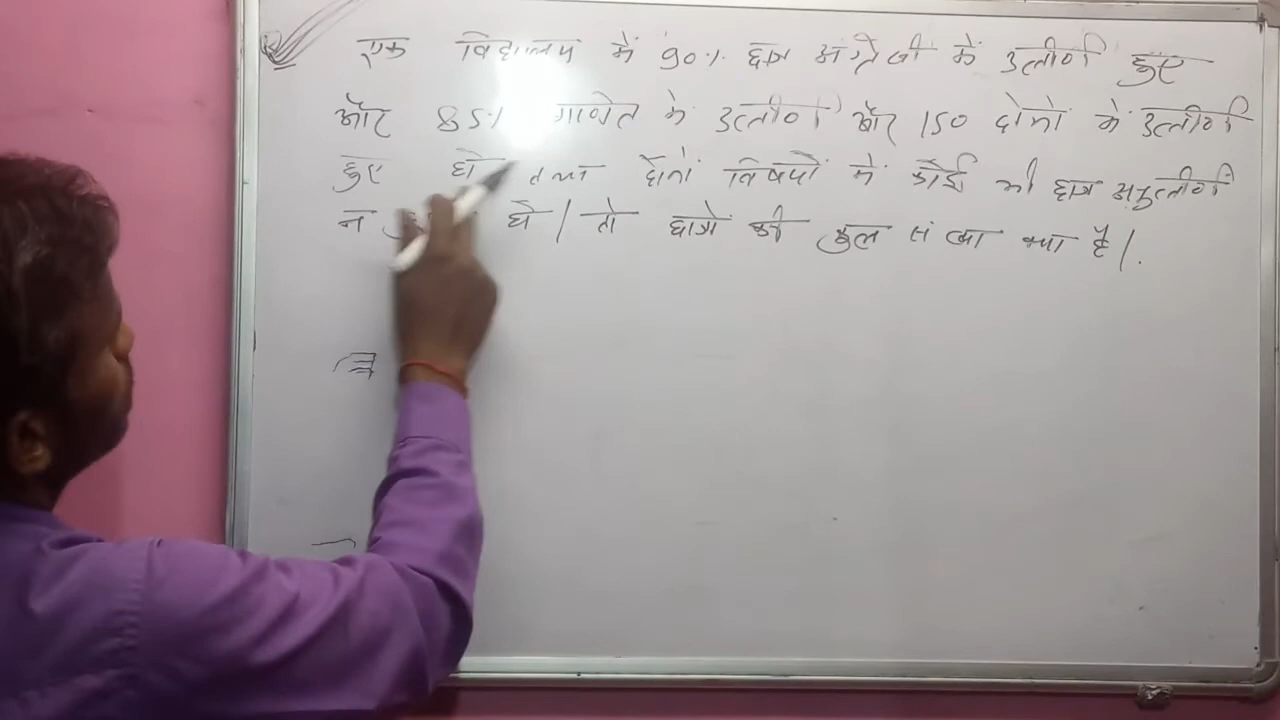 एक विद्यालय में 90% छात्र अंग्रेजी में उत्तीर्ण हुए
और 85% गणित में उत्तीर्ण और 150 दोनों में उत्तीर्ण
हुए थे तथा दोनों विषयों में कोई भी छात्र अनुत्तीर्ण
न थे। तो छात्रों की कुल संख्या क्या है।